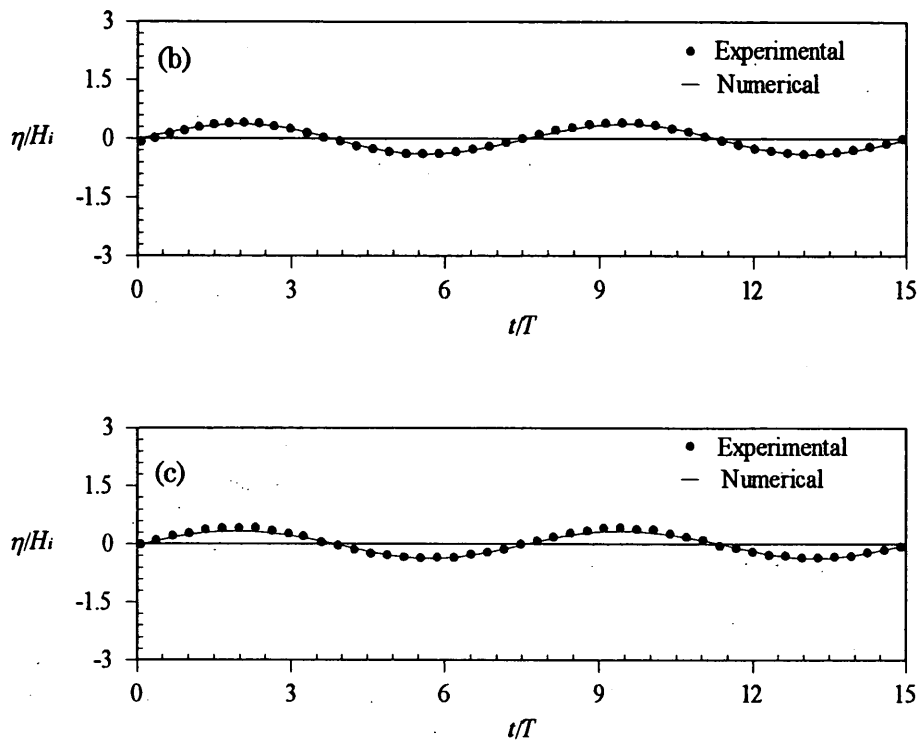 3
(b)
• Experimental
— Numerical
1.5
η/Hi
0
-1.5
-3
0 3 6 9 12 15
t/T
3
(c)
• Experimental
— Numerical
1.5
η/Hi
0
-1.5
-3
0 3 6 9 12 15
t/T